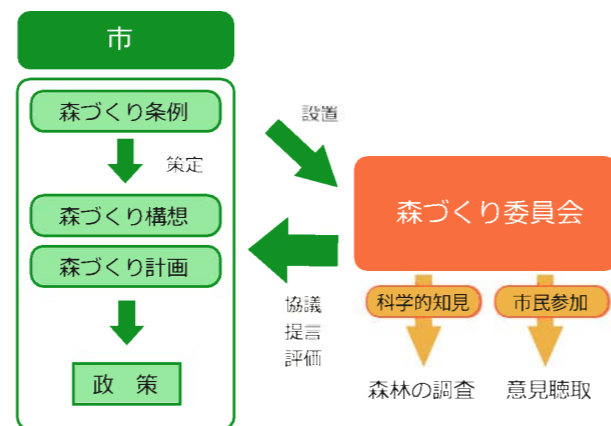 市
森づくり条例
策定
森づくり構想
森づくり計画
政 策
設置
森づくり委員会
協議
提言
評価
科学的知見
市民参加
森林の調査
意見聴取